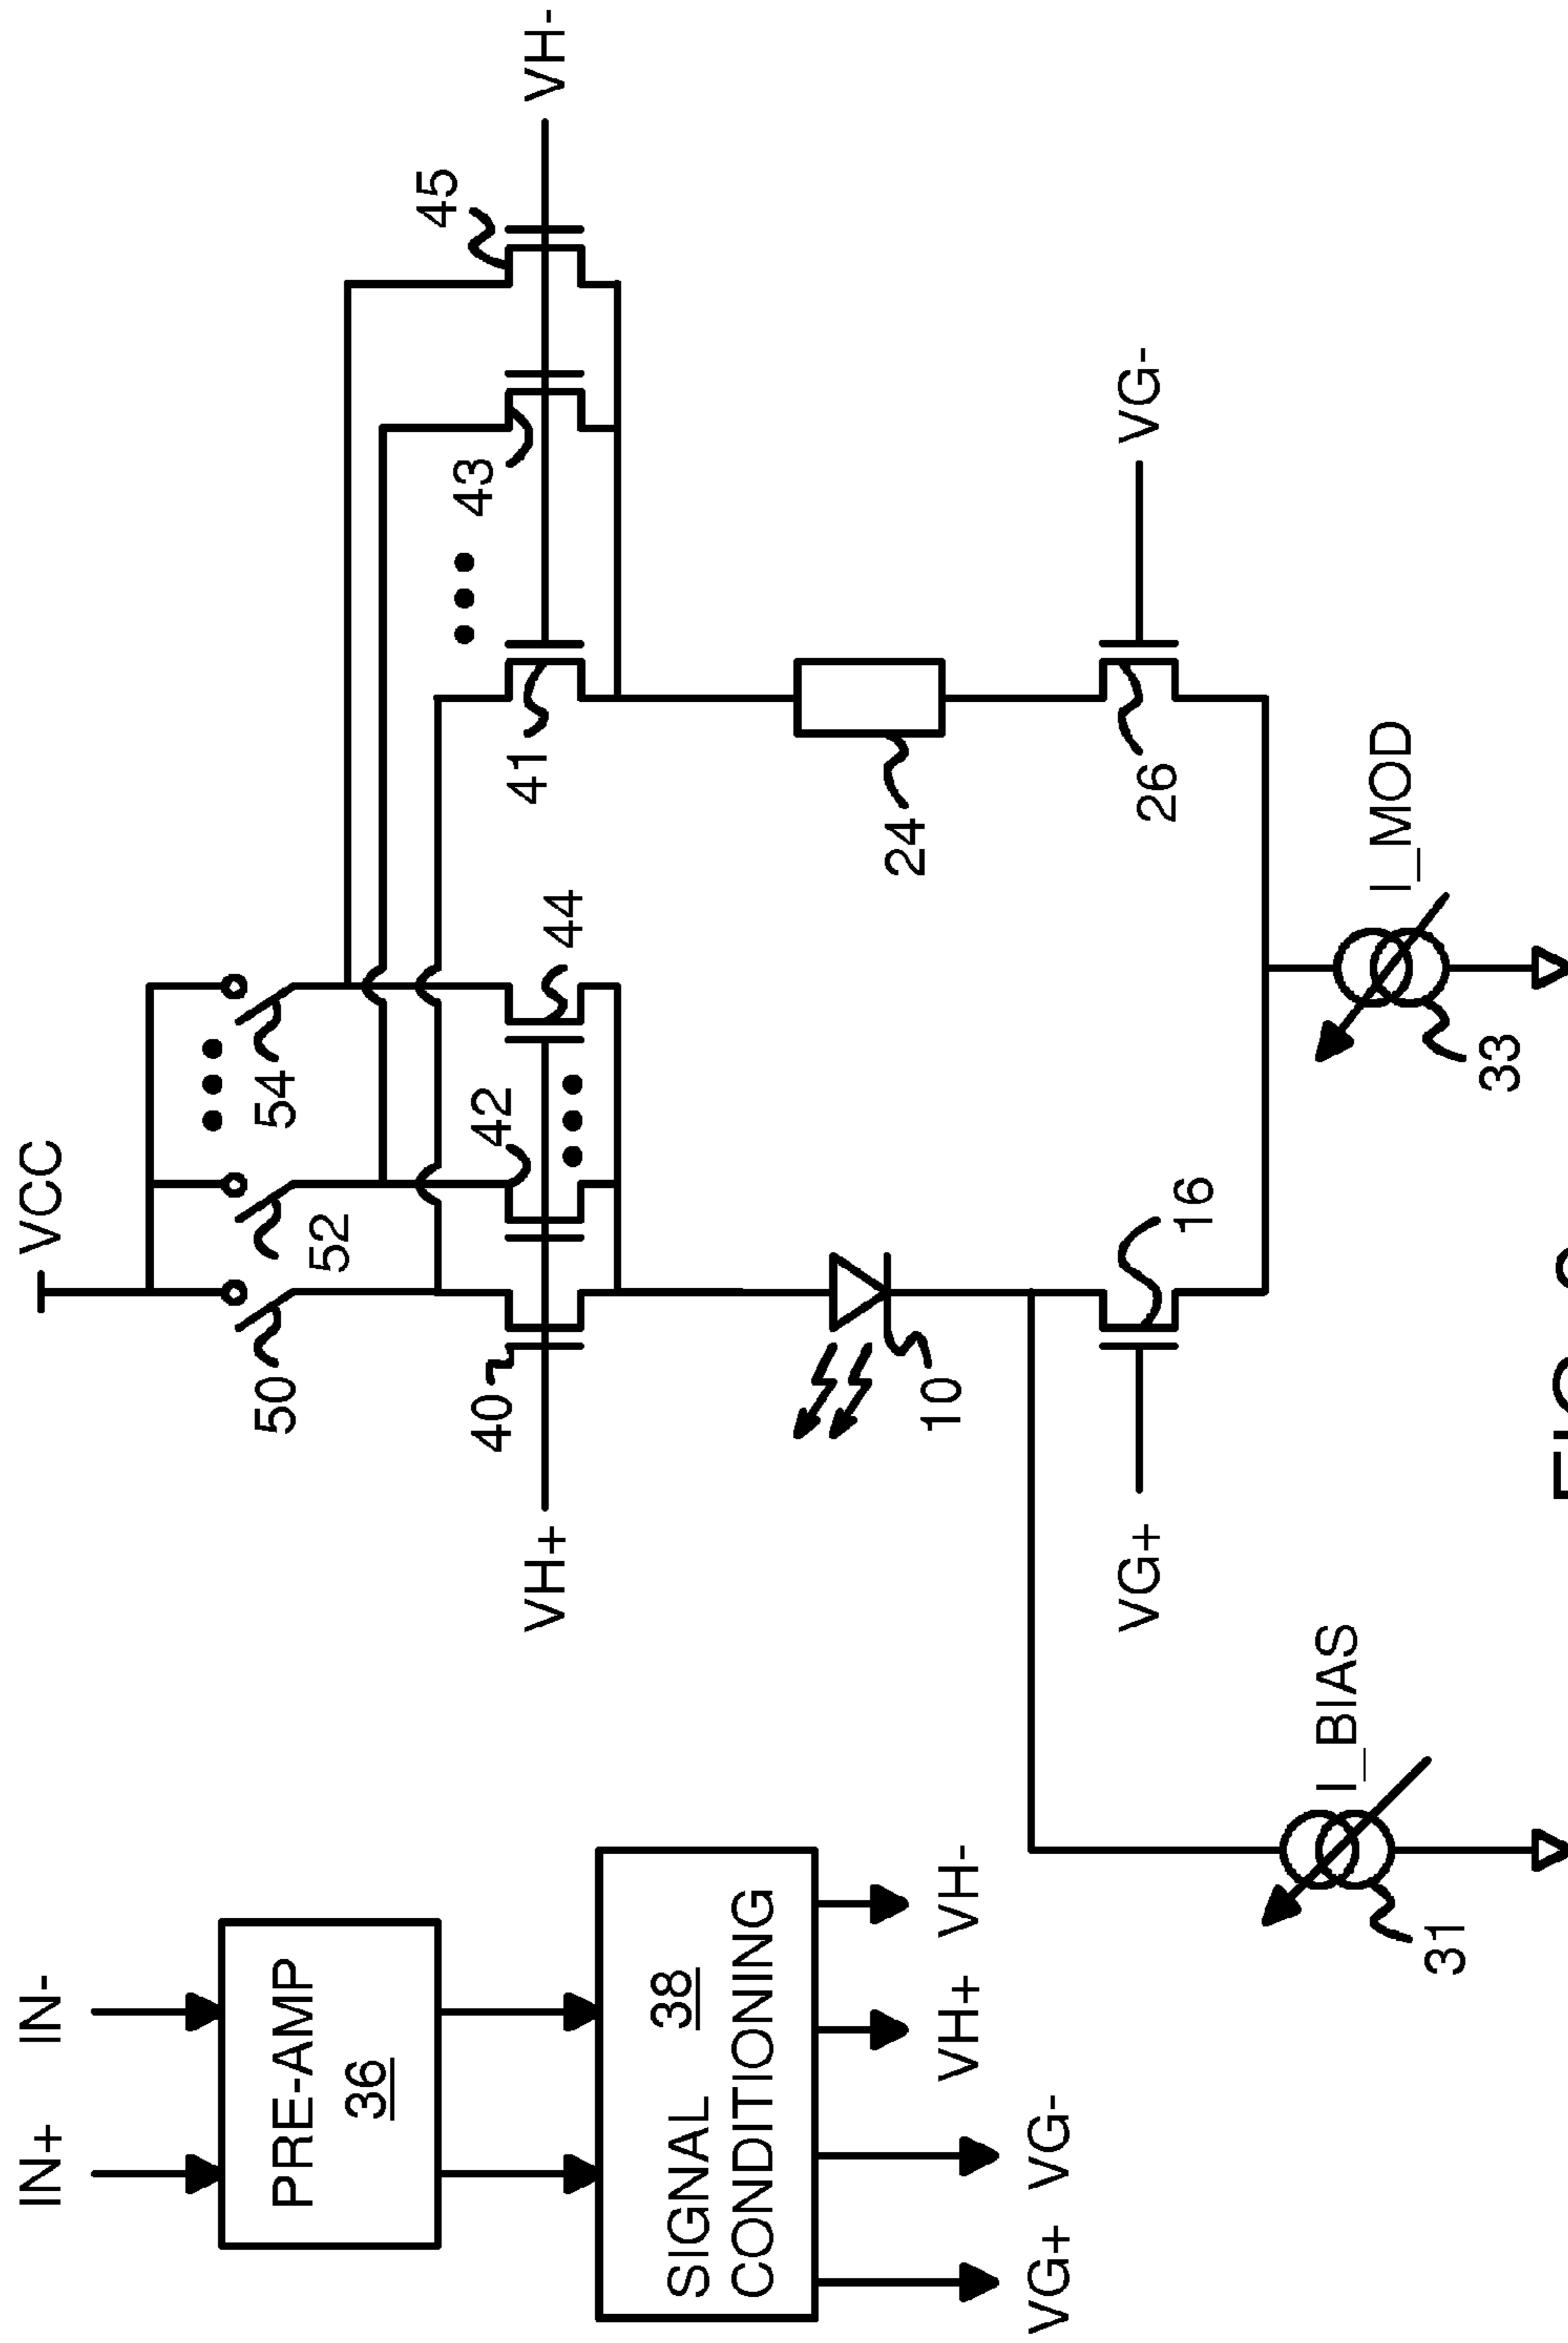 IN+ IN-
PRE-AMP
36
SIGNAL
CONDITIONING
38
VG+ VG- VH+ VH-
VCC
50
52
54
40
42
44
41
43
45
VH+
VH-
10
24
VG+
16
26
VG-
I_BIAS
31
I_MOD
33